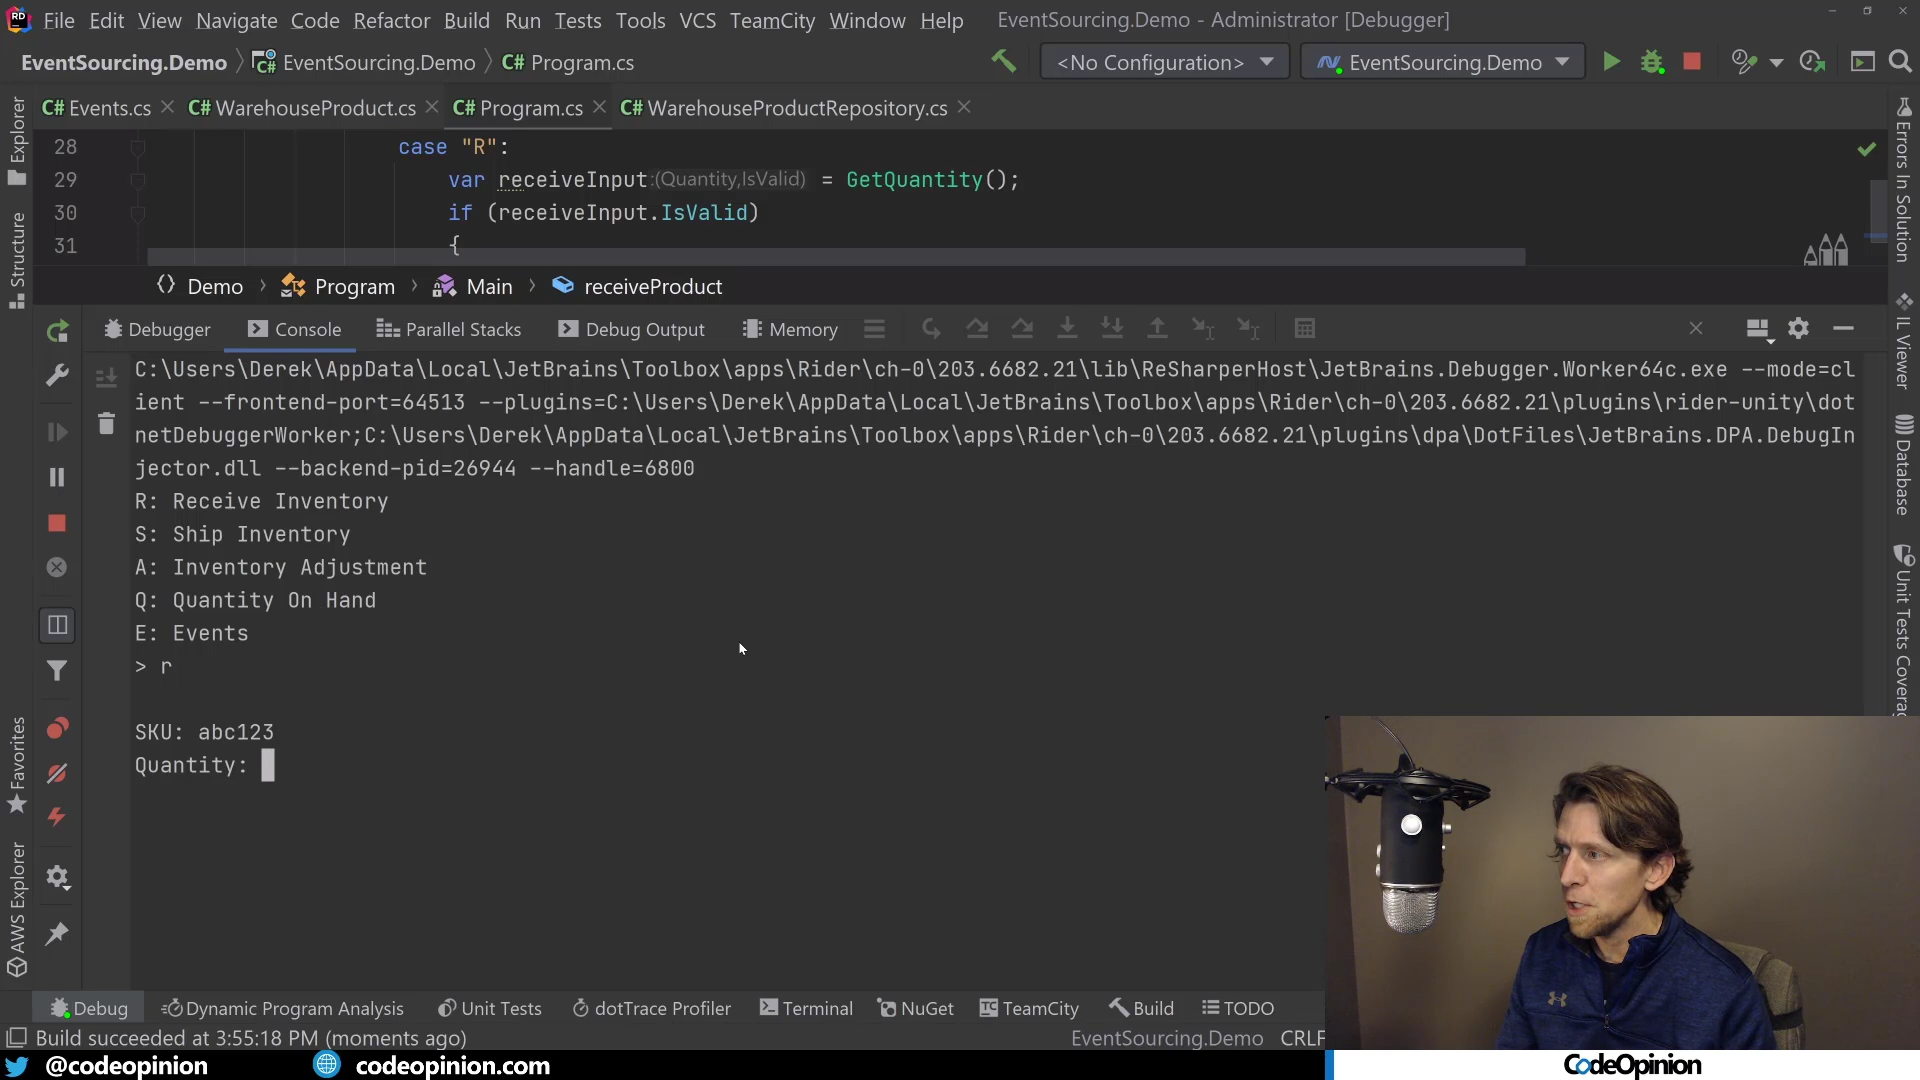 File Edit View Navigate Code Refactor Build Run Tests Tools VCS TeamCity Window Help EventSourcing.Demo - Administrator [Debugger]
EventSourcing.Demo EventSourcing.Demo C# Program.cs <No Configuration> EventSourcing.Demo
C# Events.cs C# WarehouseProduct.cs C# Program.cs C# WarehouseProductRepository.cs
28 case "R":
29 var receiveInput:(Quantity,IsValid) = GetQuantity();
30 if (receiveInput.IsValid)
31 {
Demo Program Main receiveProduct
Debugger Console Parallel Stacks Debug Output Memory
C:\Users\Derek\AppData\Local\JetBrains\Toolbox\apps\Rider\ch-0\203.6682.21\lib\ReSharperHost\JetBrains.Debugger.Worker64c.exe --mode=cl
ient --frontend-port=64513 --plugins=C:\Users\Derek\AppData\Local\JetBrains\Toolbox\apps\Rider\ch-0\203.6682.21\plugins\rider-unity\dot
netDebuggerWorker;C:\Users\Derek\AppData\Local\JetBrains\Toolbox\apps\Rider\ch-0\203.6682.21\plugins\dpa\DotFiles\JetBrains.DPA.DebugIn
jector.dll --backend-pid=26944 --handle=6800
R: Receive Inventory
S: Ship Inventory
A: Inventory Adjustment
Q: Quantity On Hand
E: Events
> r
SKU: abc123
Quantity:
Explorer
Structure
Favorites
AWS Explorer
Errors In Solution
IL Viewer
Database
Unit Tests Coverag
Debug Dynamic Program Analysis Unit Tests dotTrace Profiler Terminal NuGet TC TeamCity Build TODO
Build succeeded at 3:55:18 PM (moments ago) EventSourcing.Demo CRLF
@codeopinion codeopinion.com CodeOpinion